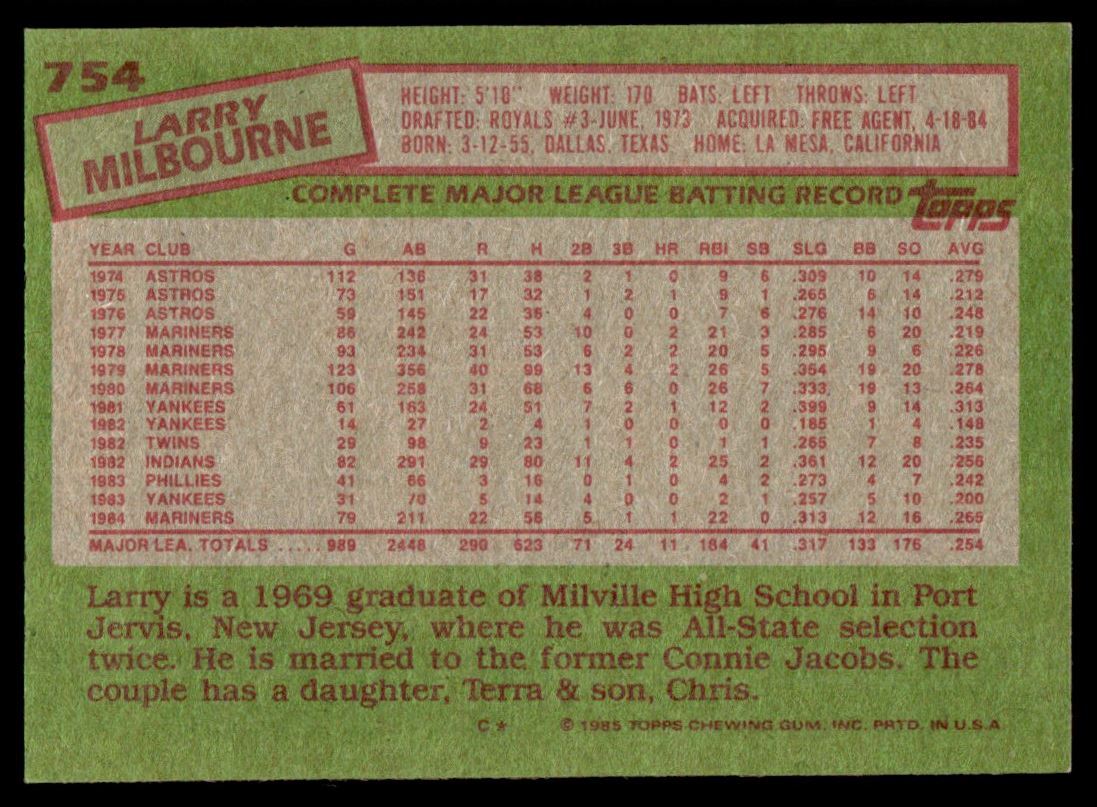 754
LARRY
MILBOURNE
HEIGHT: 5'10" WEIGHT: 170 BATS: LEFT THROWS: LEFT
DRAFTED: ROYALS #3-JUNE, 1973 ACQUIRED: FREE AGENT, 4-18-84
BORN: 3-12-55, DALLAS, TEXAS HOME: LA MESA, CALIFORNIA
COMPLETE MAJOR LEAGUE BATTING RECORD topps
YEAR CLUB G AB R H 2B 3B HR RBI SB SLG BB SO AVG
1974 ASTROS 112 136 31 38 2 1 0 9 6 .309 10 14 .279
1975 ASTROS 73 151 17 32 1 2 1 9 1 .265 6 14 .212
1976 ASTROS 59 145 22 36 4 0 0 7 6 .276 14 10 .248
1977 MARINERS 86 242 24 53 10 0 2 21 3 .285 6 20 .219
1978 MARINERS 93 234 31 53 6 2 2 20 5 .295 9 6 .226
1979 MARINERS 123 356 40 99 13 4 2 26 5 .354 19 20 .278
1980 MARINERS 106 258 31 68 6 6 0 26 7 .333 19 13 .264
1981 YANKEES 61 163 24 51 7 2 1 12 2 .399 9 14 .313
1982 YANKEES 14 27 2 4 1 0 0 0 0 .185 1 4 .148
1982 TWINS 29 98 9 23 1 1 0 1 1 .265 7 8 .235
1982 INDIANS 82 291 29 80 11 4 2 25 2 .361 12 20 .256
1983 PHILLIES 41 66 3 16 0 1 0 4 2 .273 4 7 .242
1983 YANKEES 31 70 5 14 4 0 0 2 1 .257 5 10 .200
1984 MARINERS 79 211 22 56 5 1 1 22 0 .313 12 16 .265
MAJOR LEA. TOTALS ..... 989 2448 290 623 71 24 11 184 41 .317 133 176 .254
Larry is a 1969 graduate of Milville High School in Port
Jervis, New Jersey, where he was All-State selection
twice. He is married to the former Connie Jacobs. The
couple has a daughter, Terra & son, Chris.
C* © 1985 TOPPS CHEWING GUM, INC. PRTD. IN U.S.A.